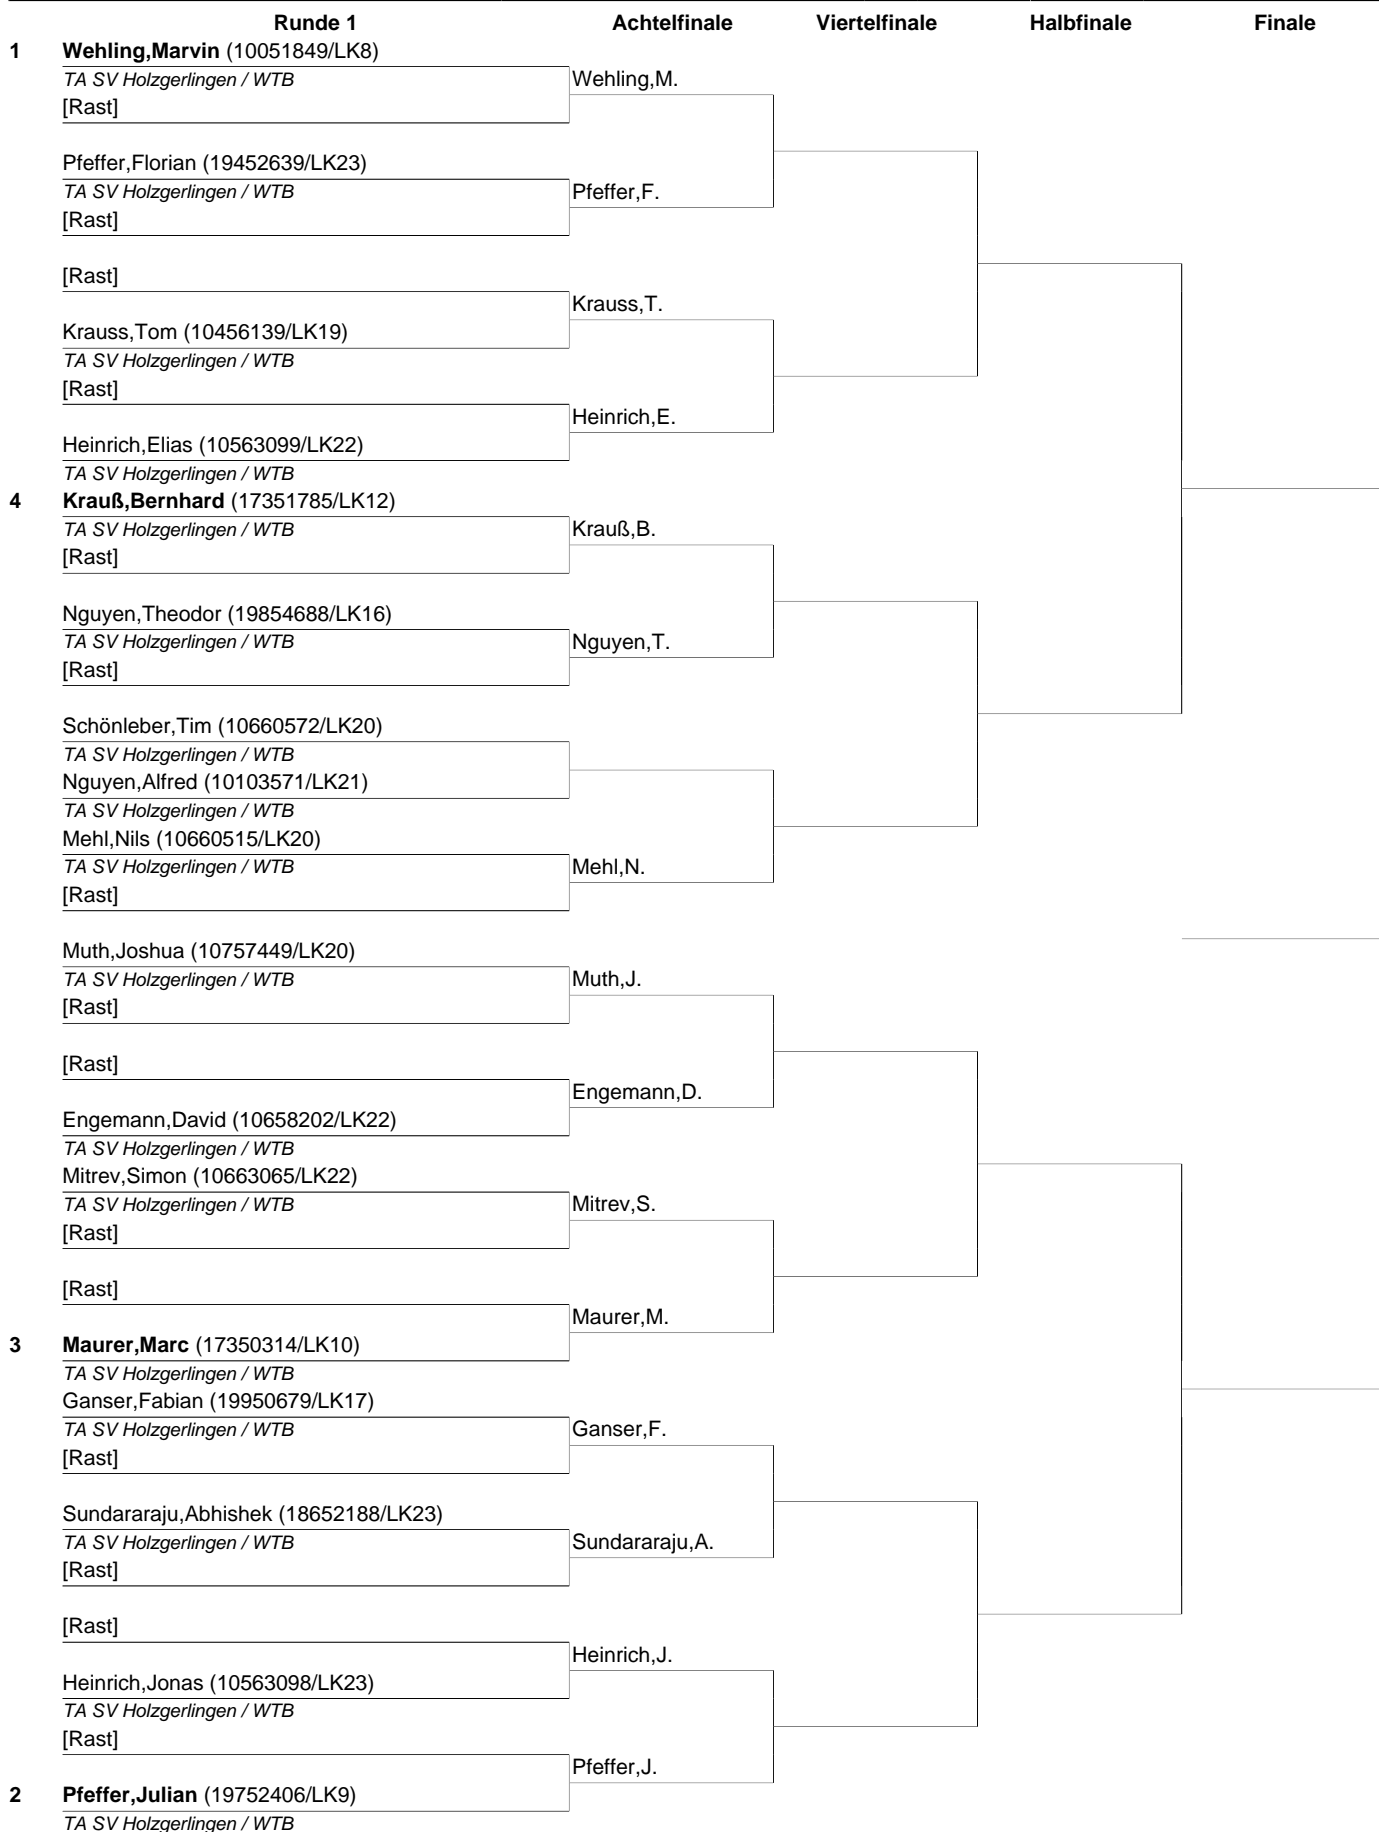 Runde 1 Achtelfinale Viertelfinale Halbfinale Finale
1 Wehling,Marvin (10051849/LK8)
TA SV Holzgerlingen / WTB Wehling,M.
[Rast]
Pfeffer,Florian (19452639/LK23)
TA SV Holzgerlingen / WTB Pfeffer,F.
[Rast]
[Rast]
Krauss,T.
Krauss,Tom (10456139/LK19)
TA SV Holzgerlingen / WTB
[Rast]
Heinrich,E.
Heinrich,Elias (10563099/LK22)
TA SV Holzgerlingen / WTB
4 Krauß,Bernhard (17351785/LK12)
TA SV Holzgerlingen / WTB Krauß,B.
[Rast]
Nguyen,Theodor (19854688/LK16)
TA SV Holzgerlingen / WTB Nguyen,T.
[Rast]
Schönleber,Tim (10660572/LK20)
TA SV Holzgerlingen / WTB
Nguyen,Alfred (10103571/LK21)
TA SV Holzgerlingen / WTB
Mehl,Nils (10660515/LK20)
TA SV Holzgerlingen / WTB Mehl,N.
[Rast]
Muth,Joshua (10757449/LK20)
TA SV Holzgerlingen / WTB Muth,J.
[Rast]
[Rast]
Engemann,D.
Engemann,David (10658202/LK22)
TA SV Holzgerlingen / WTB
Mitrev,Simon (10663065/LK22)
TA SV Holzgerlingen / WTB Mitrev,S.
[Rast]
[Rast]
Maurer,M.
3 Maurer,Marc (17350314/LK10)
TA SV Holzgerlingen / WTB
Ganser,Fabian (19950679/LK17)
TA SV Holzgerlingen / WTB Ganser,F.
[Rast]
Sundararaju,Abhishek (18652188/LK23)
TA SV Holzgerlingen / WTB Sundararaju,A.
[Rast]
[Rast]
Heinrich,J.
Heinrich,Jonas (10563098/LK23)
TA SV Holzgerlingen / WTB
[Rast]
Pfeffer,J.
2 Pfeffer,Julian (19752406/LK9)
TA SV Holzgerlingen / WTB